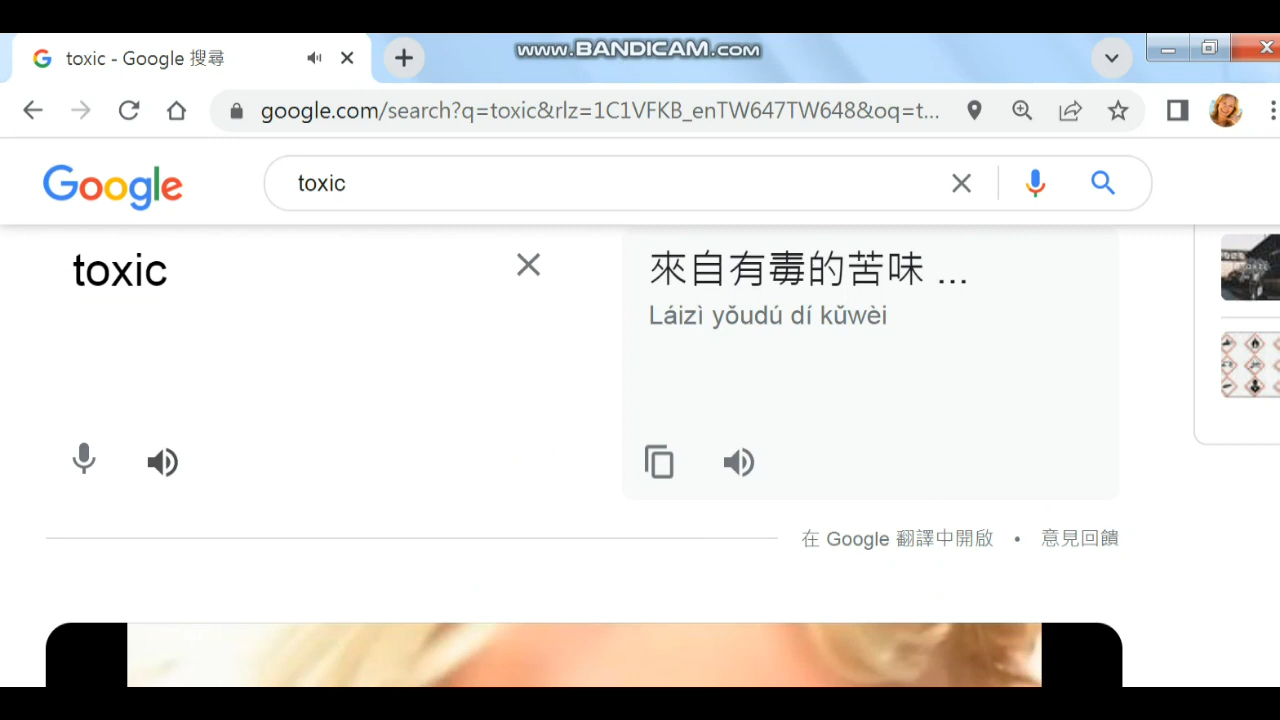 www.BANDICAM.com
toxic - Google 搜尋
google.com/search?q=toxic&rlz=1C1VFKB_enTW647TW648&oq=t...
Google
toxic
toxic
來自有毒的苦味 ...
Láizì yǒudú dí kǔwèi
在 Google 翻譯中開啟 • 意見回饋